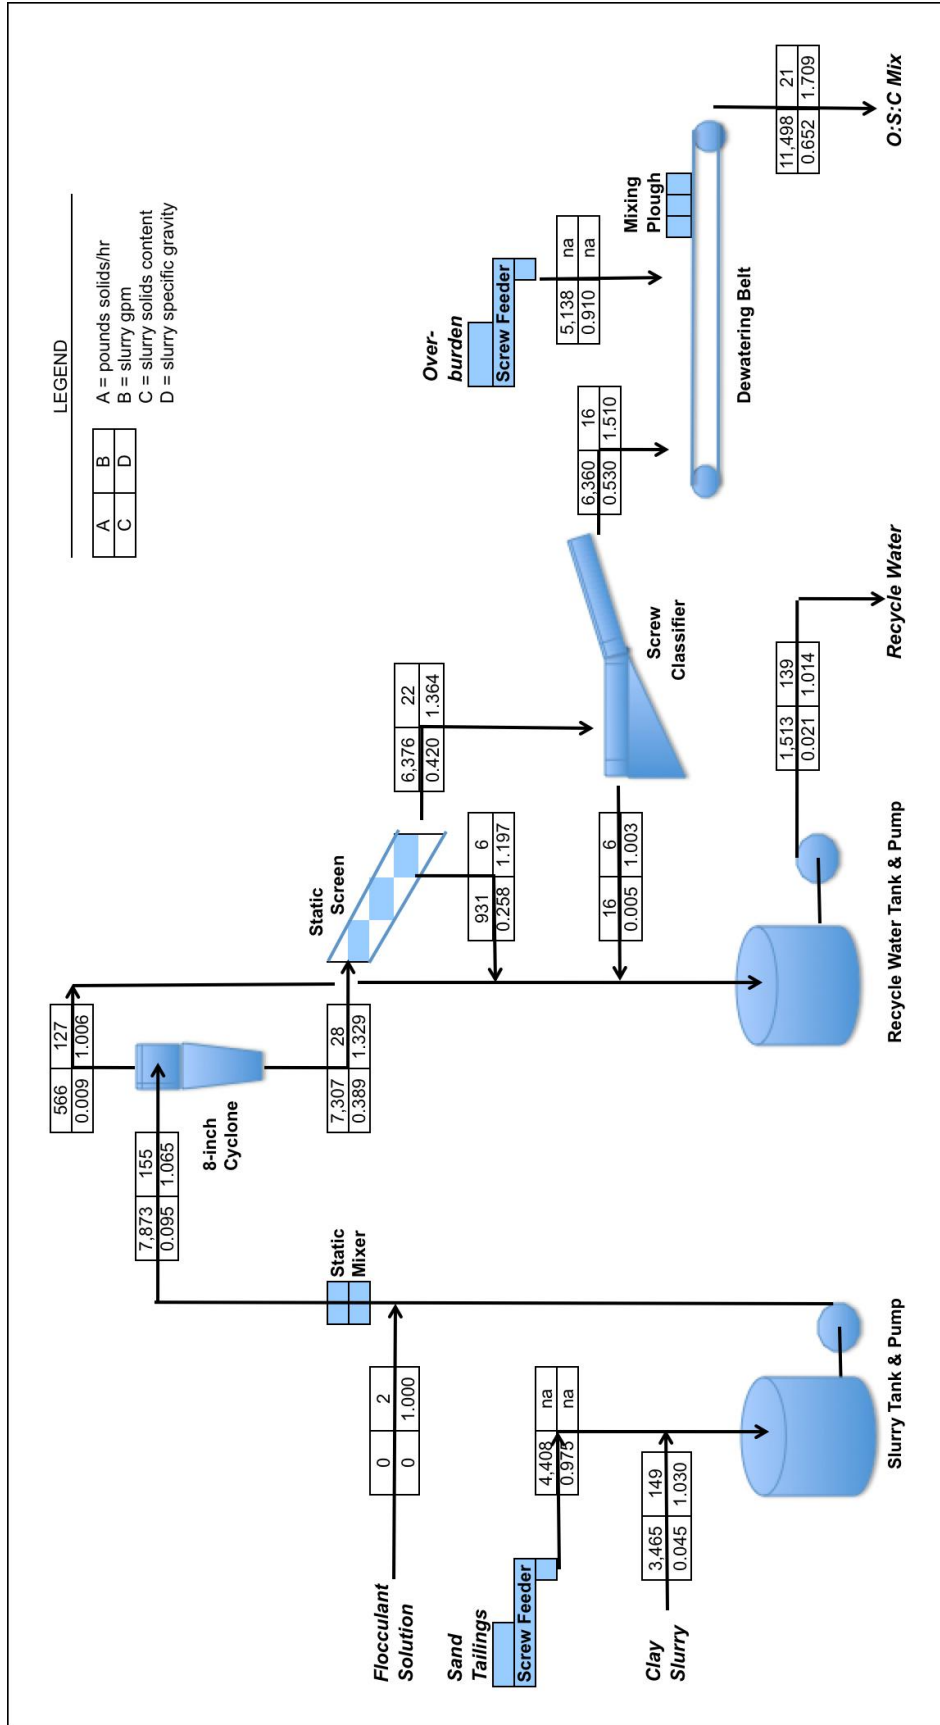 LEGEND
A B
C D
A = pounds solids/hr
B = slurry gpm
C = slurry solids content
D = slurry specific gravity
Flocculant
Solution
0 2
0 1.000
Sand
Tailings
Screw Feeder
4,408 na
0.975 na
Clay
Slurry
3,465 149
0.045 1.030
Slurry Tank & Pump
Static
Mixer
7,873 155
0.095 1.065
8-inch
Cyclone
566 127
0.009 1.006
7,307 28
0.389 1.329
Static
Screen
931 6
0.258 1.197
6,376 22
0.420 1.364
16 6
0.005 1.003
Screw
Classifier
Recycle Water Tank & Pump
1,513 139
0.021 1.014
Recycle Water
6,360 16
0.530 1.510
Over-
burden
Screw Feeder
5,138 na
0.910 na
Mixing
Plough
Dewatering Belt
11,498 21
0.652 1.709
O:S:C Mix